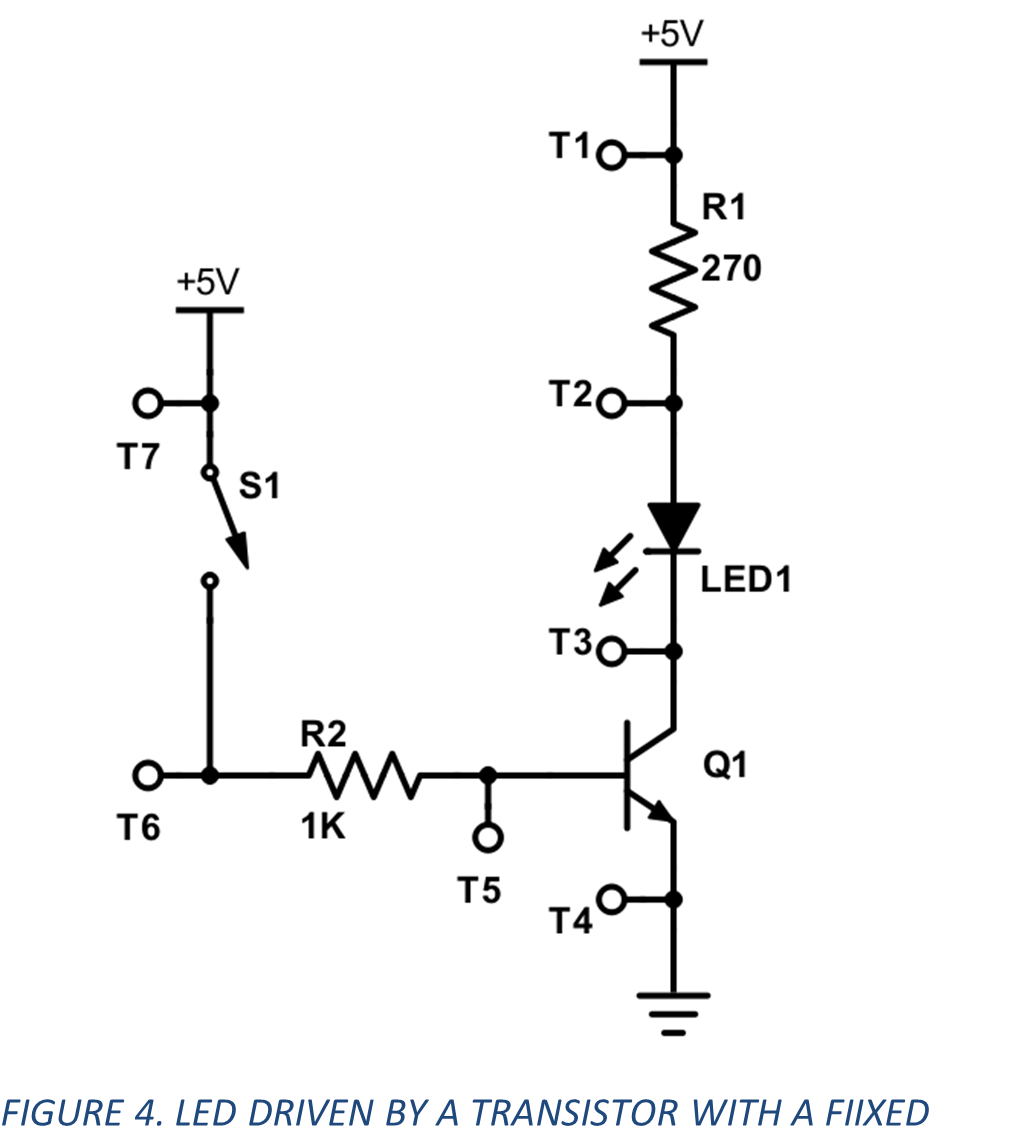 +5V
T1
R1
270
+5V
T2
T7
S1
LED1
T3
R2
Q1
1K
T6
T5
T4
FIGURE 4. LED DRIVEN BY A TRANSISTOR WITH A FIIXED